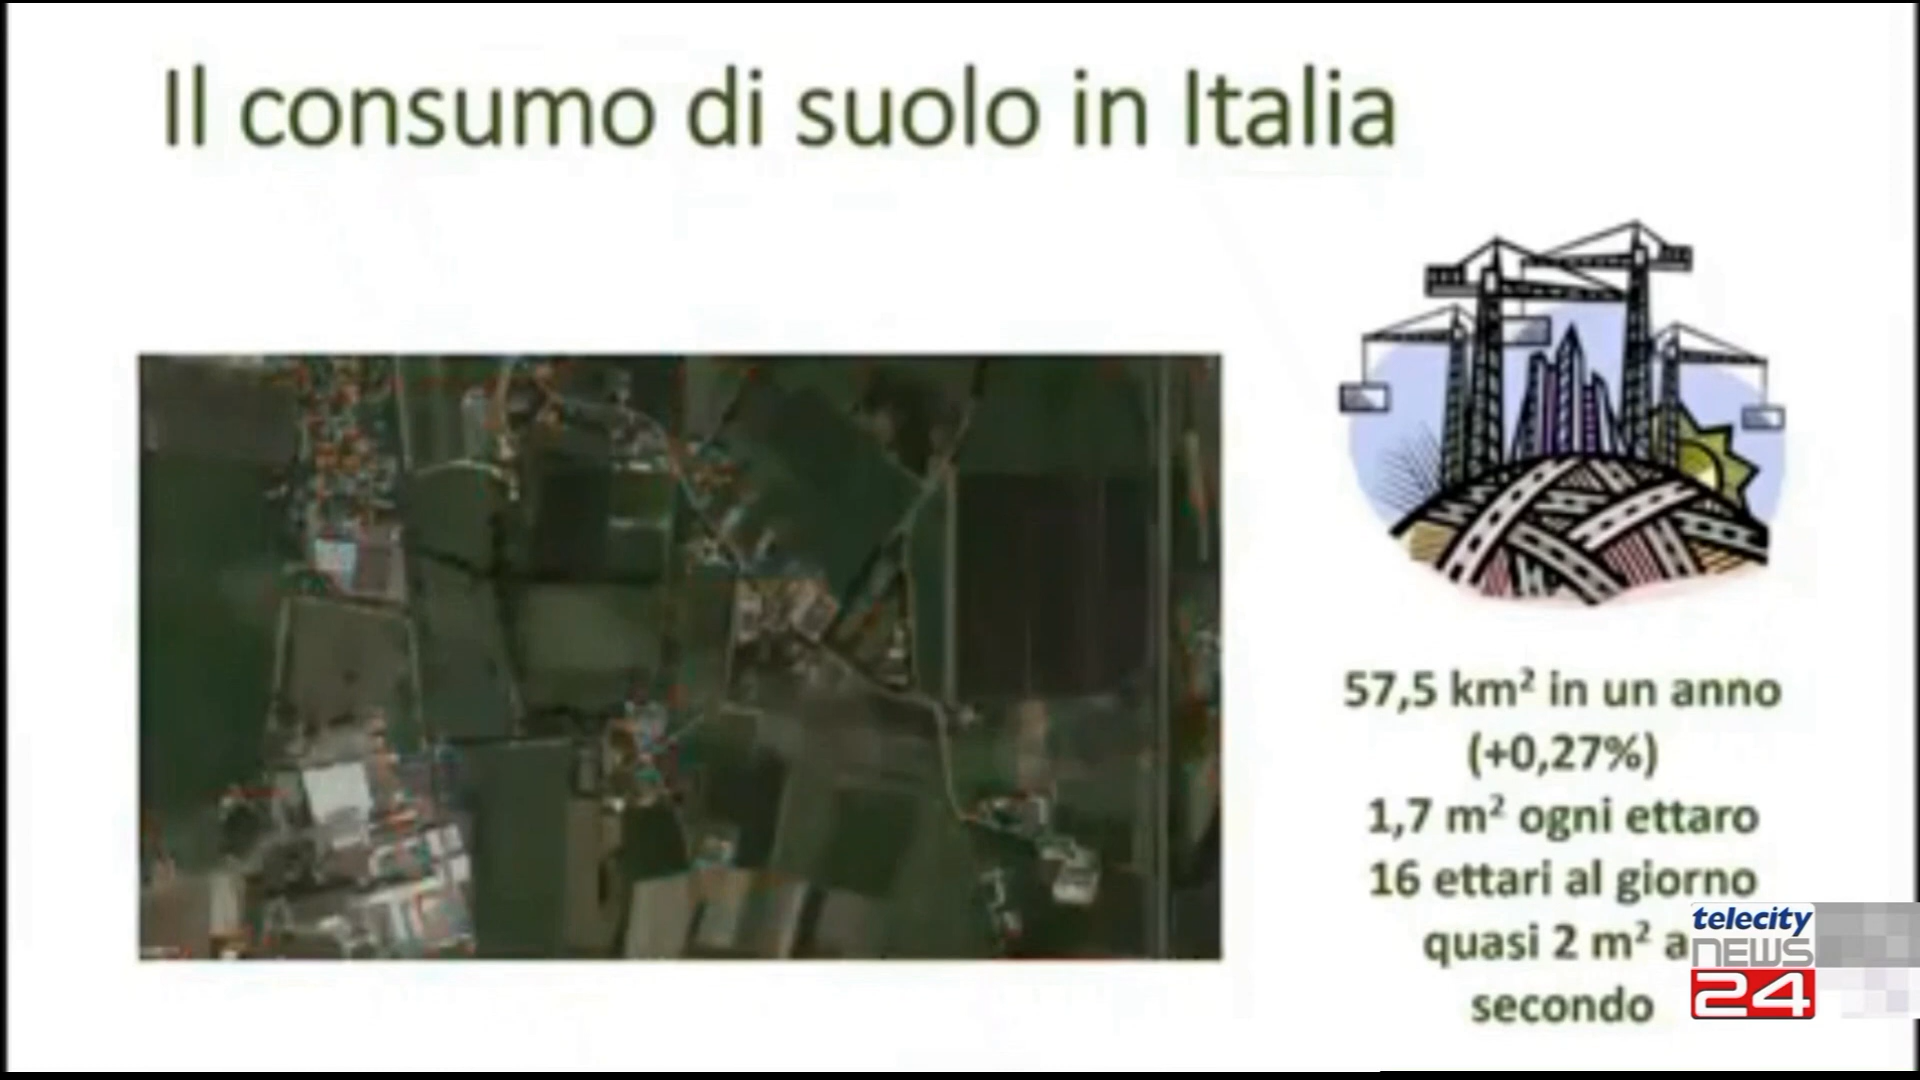 Il consumo di suolo in Italia
57,5 km² in un anno
(+0,27%)
1,7 m² ogni ettaro
16 ettari al giorno
quasi 2 m² a
secondo
telecity
NEWS
24